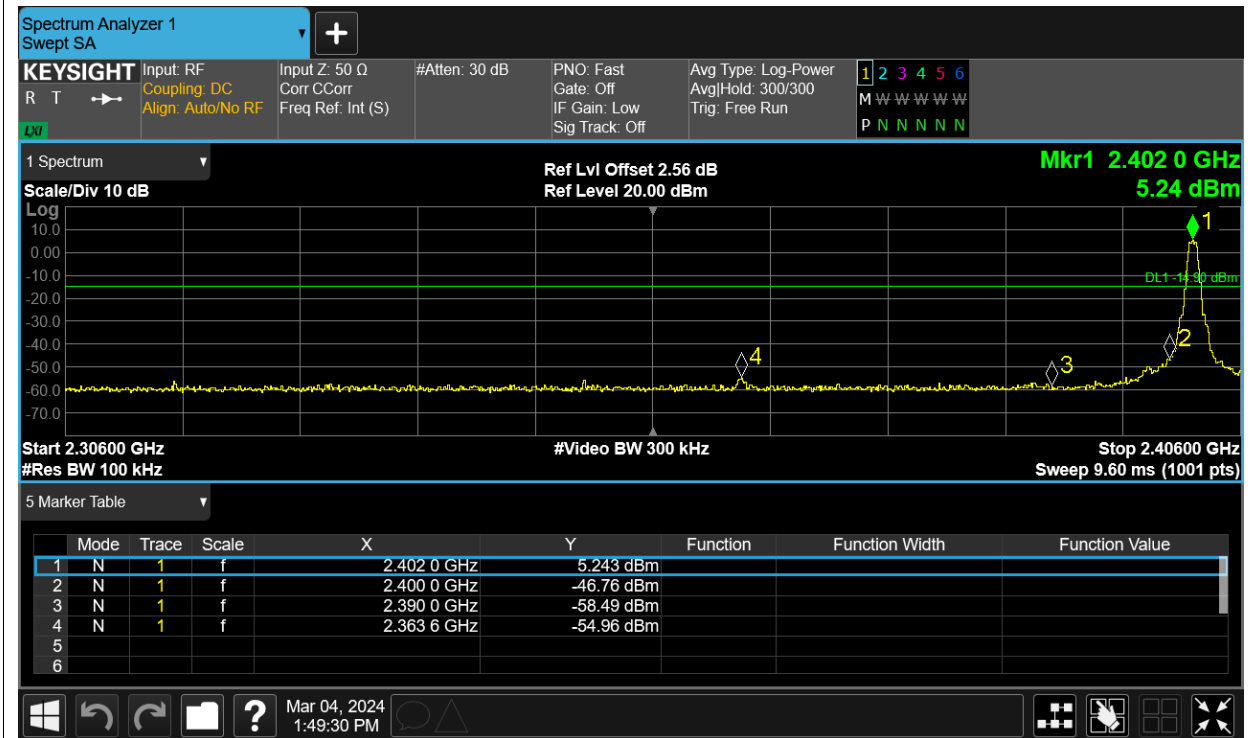 Spectrum Analyzer 1
Swept SA
+
KEYSIGHT Input: RF Input Z: 50 Ω #Atten: 30 dB PNO: Fast Avg Type: Log-Power 1 2 3 4 5 6
R T Coupling: DC Corr CCorr Gate: Off Avg|Hold: 300/300 M W W W W W
Align: Auto/No RF Freq Ref: Int (S) IF Gain: Low Trig: Free Run
LXI Sig Track: Off P N N N N N
1 Spectrum Ref Lvl Offset 2.56 dB Mkr1 2.402 0 GHz
Scale/Div 10 dB Ref Level 20.00 dBm 5.24 dBm
Log
1
10.0
0.00
-10.0
DL1 -14.90 dBm
-20.0
-30.0
-40.0
2
4
3
-50.0
-60.0
-70.0
Start 2.30600 GHz #Video BW 300 kHz Stop 2.40600 GHz
#Res BW 100 kHz Sweep 9.60 ms (1001 pts)
5 Marker Table
Mode Trace Scale X Y Function Function Width Function Value
1 N 1 f 2.402 0 GHz 5.243 dBm
2 N 1 f 2.400 0 GHz -46.76 dBm
3 N 1 f 2.390 0 GHz -58.49 dBm
4 N 1 f 2.363 6 GHz -54.96 dBm
5
6
? Mar 04, 2024
1:49:30 PM